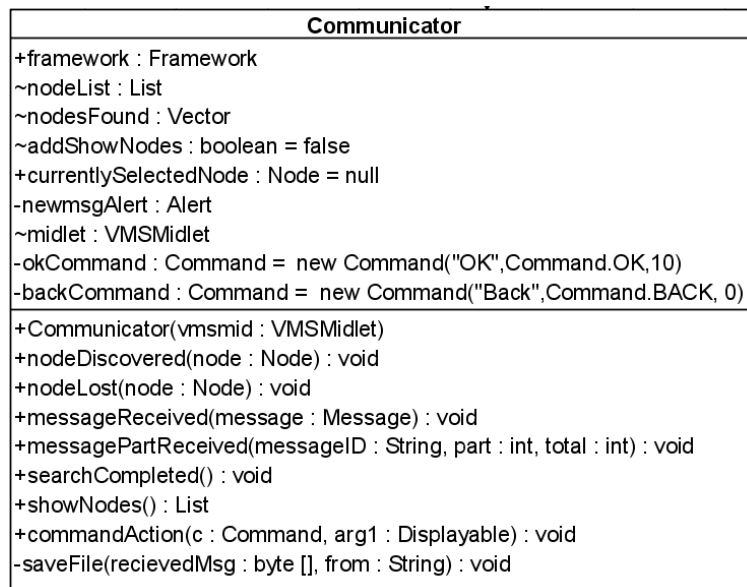 Communicator
+framework : Framework
~nodeList : List
~nodesFound : Vector
~addShowNodes : boolean = false
+currentlySelectedNode : Node = null
-newmsgAlert : Alert
~midlet : VMSMidlet
-okCommand : Command = new Command("OK",Command.OK,10)
-backCommand : Command = new Command("Back",Command.BACK, 0)
+Communicator(vmsmid : VMSMidlet)
+nodeDiscovered(node : Node) : void
+nodeLost(node : Node) : void
+messageReceived(message : Message) : void
+messagePartReceived(messageID : String, part : int, total : int) : void
+searchCompleted() : void
+showNodes() : List
+commandAction(c : Command, arg1 : Displayable) : void
-saveFile(recievedMsg : byte [], from : String) : void